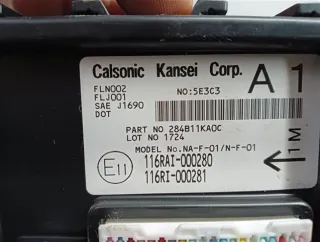 Calsonic Kansei Corp.
A 1
FLN002
FLJ001
NO:5E3C3
SAE J1690
DOT
PART NO 284B11KA0C
LOT NO 1724
MODEL No.NA-F-01/N-F-01
E11
116RAI-000280
116RI-000281
1M